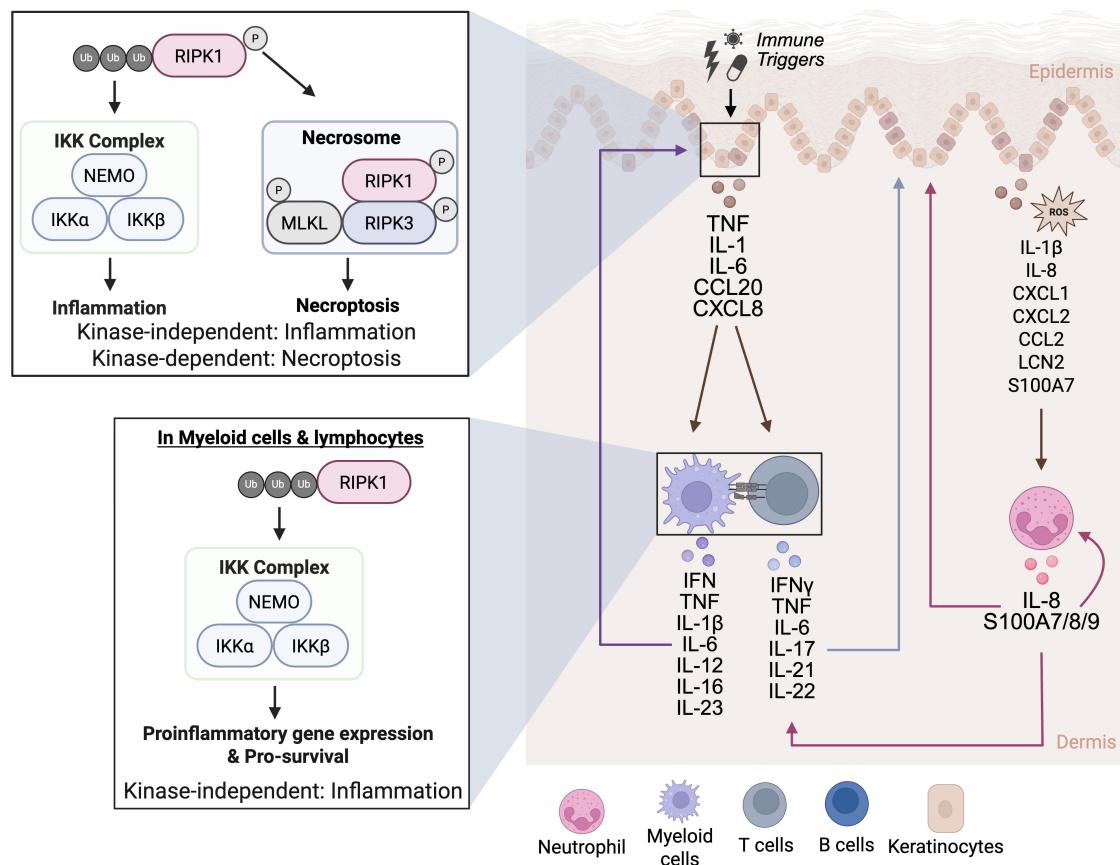 Ub Ub Ub RIPK1 P
IKK Complex
NEMO
IKKα IKKβ
Inflammation
Necrosome
RIPK1 P
P
MLKL RIPK3 P
Necroptosis
Kinase-independent: Inflammation
Kinase-dependent: Necroptosis
In Myeloid cells & lymphocytes
Ub Ub Ub RIPK1
IKK Complex
NEMO
IKKα IKKβ
Proinflammatory gene expression
& Pro-survival
Kinase-independent: Inflammation
Immune
Triggers
Epidermis
TNF
IL-1
IL-6
CCL20
CXCL8
IFN
TNF
IL-1β
IL-6
IL-12
IL-16
IL-23
IFNγ
TNF
IL-6
IL-17
IL-21
IL-22
ROS
IL-1β
IL-8
CXCL1
CXCL2
CCL2
LCN2
S100A7
IL-8
S100A7/8/9
Dermis
Neutrophil
Myeloid
cells
T cells
B cells
Keratinocytes